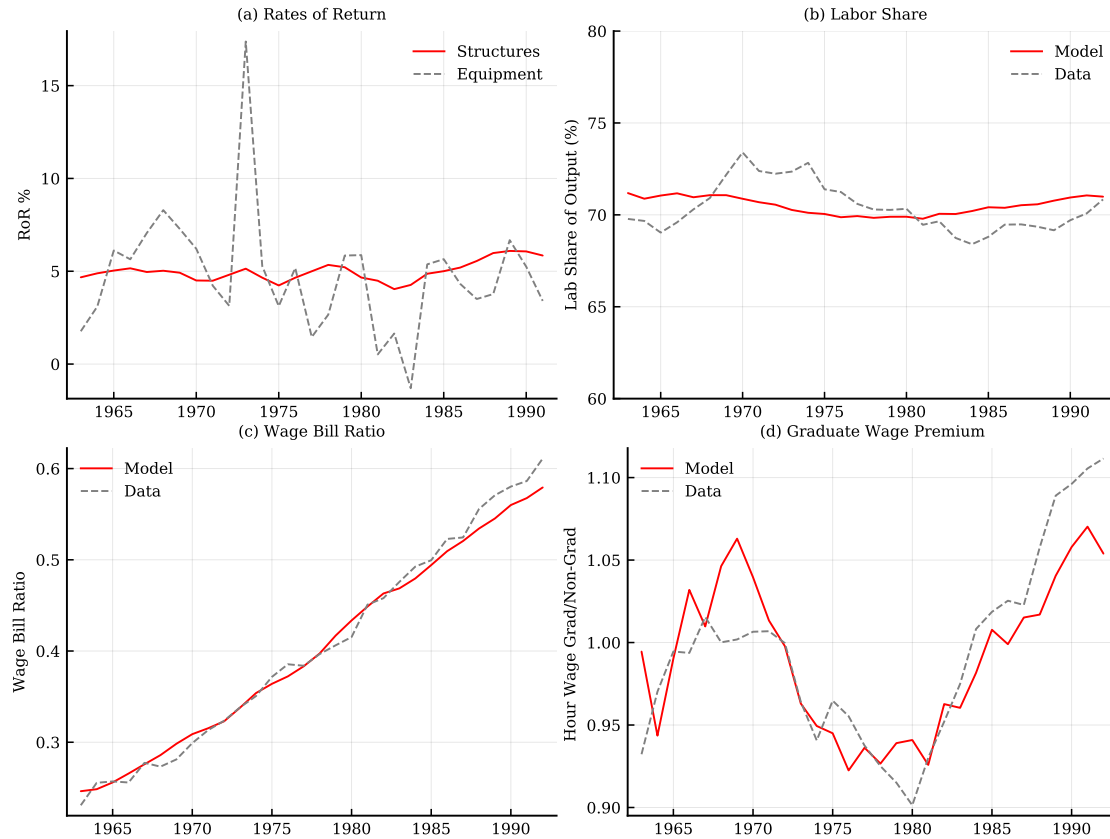 (a) Rates of Return
RoR %
15
10
5
0
Structures
Equipment
1965
1970
1975
1980
1985
1990
(b) Labor Share
Lab Share of Output (%)
80
75
70
65
60
Model
Data
1965
1970
1975
1980
1985
1990
(c) Wage Bill Ratio
Wage Bill Ratio
0.6
0.5
0.4
0.3
Model
Data
1965
1970
1975
1980
1985
1990
(d) Graduate Wage Premium
Hour Wage Grad/Non-Grad
1.10
1.05
1.00
0.95
0.90
Model
Data
1965
1970
1975
1980
1985
1990